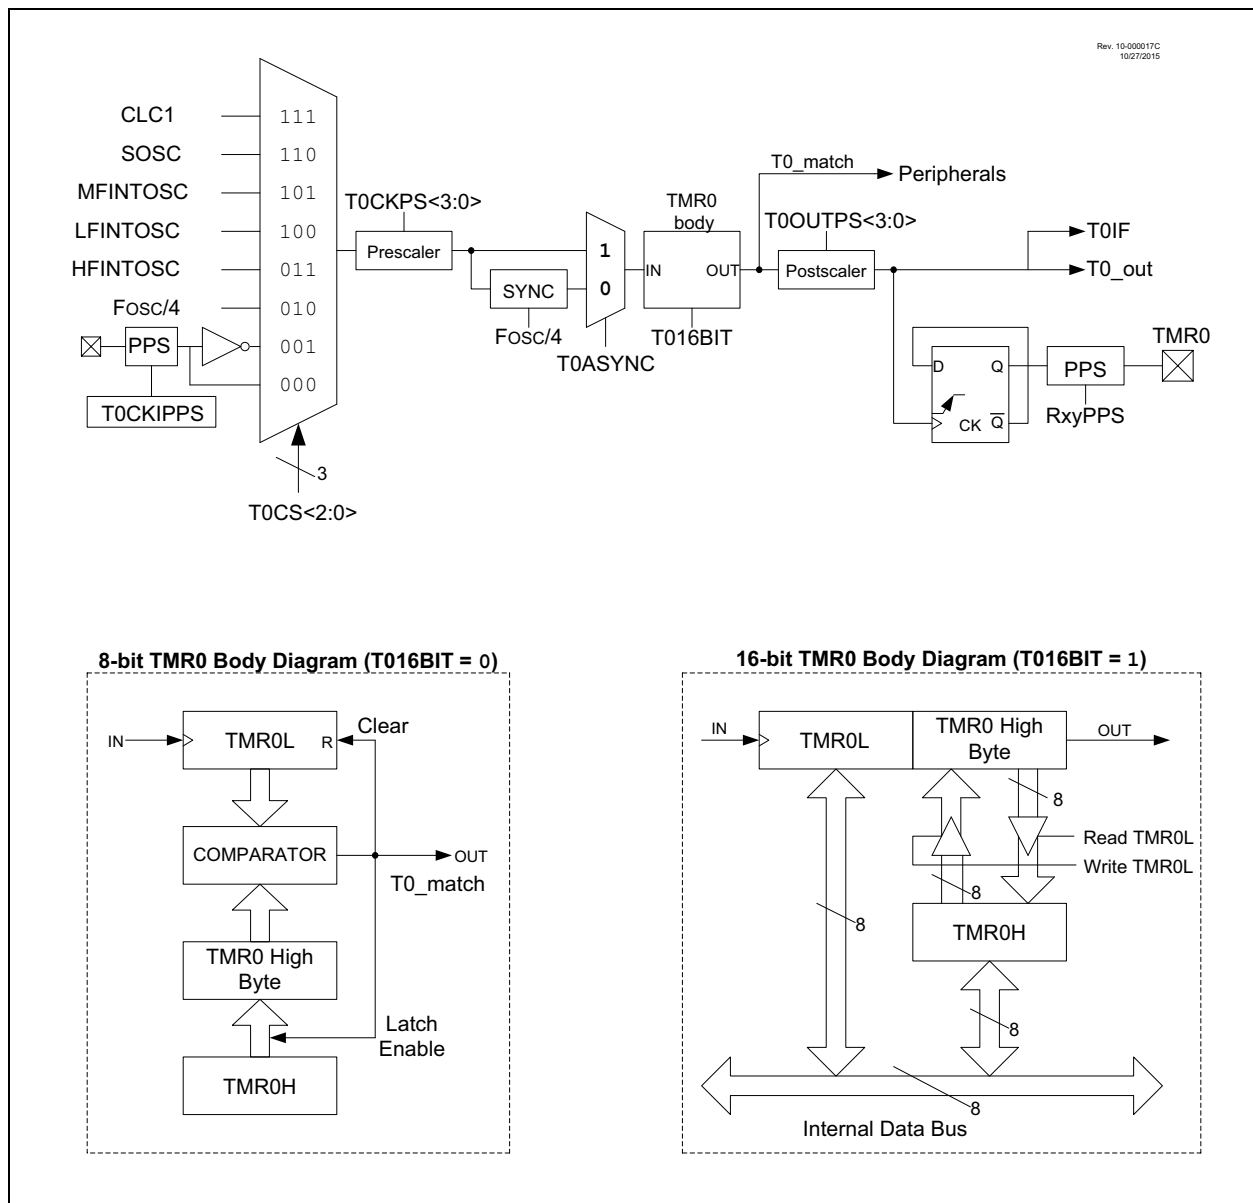 Rev. 10-000017C
10/27/2015
CLC1
111
SOSC
110
MFINTOSC
101
LFINTOSC
100
HFINTOSC
011
FOSC/4
010
PPS
001
000
T0CKIPPS
3
T0CS<2:0>
T0CKPS<3:0>
Prescaler
SYNC
FOSC/4
1
0
T0ASYNC
TMR0
body
IN
OUT
T016BIT
T0_match
Peripherals
T0OUTPS<3:0>
Postscaler
T0IF
T0_out
D
Q
CK
Q
PPS
RxyPPS
TMR0
8-bit TMR0 Body Diagram (T016BIT = 0)
IN
TMR0L
R
Clear
COMPARATOR
OUT
T0_match
TMR0 High
Byte
Latch
Enable
TMR0H
16-bit TMR0 Body Diagram (T016BIT = 1)
IN
TMR0L
TMR0 High
Byte
OUT
8
Read TMR0L
Write TMR0L
8
8
TMR0H
8
8
Internal Data Bus